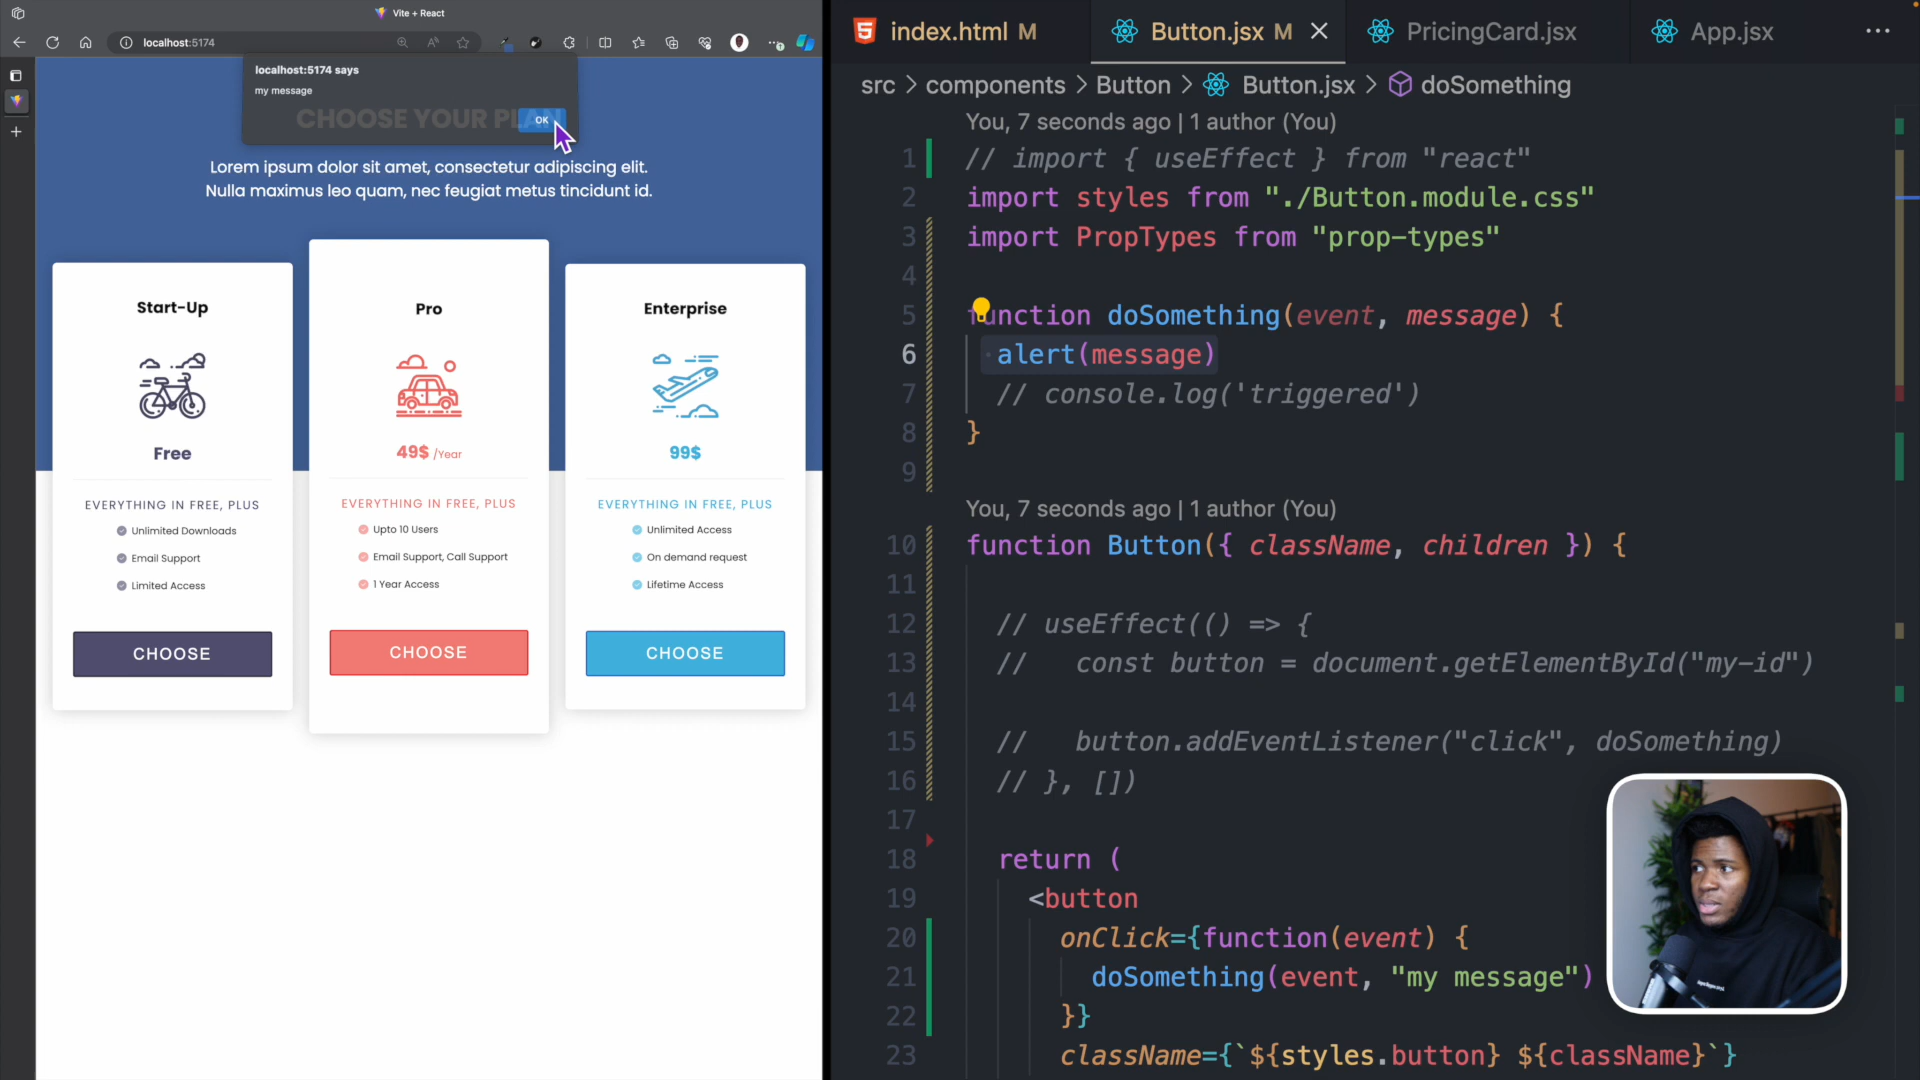 Vite + React
localhost:5174
localhost:5174 says
my message
CHOOSE YOUR PLAN
OK
Lorem ipsum dolor sit amet, consectetur adipiscing elit.
Nulla maximus leo quam, nec feugiat metus tincidunt id.
Start-Up
Free
EVERYTHING IN FREE, PLUS
Unlimited Downloads
Email Support
Limited Access
CHOOSE
Pro
49$ /Year
EVERYTHING IN FREE, PLUS
Upto 10 Users
Email Support, Call Support
1 Year Access
CHOOSE
Enterprise
99$
EVERYTHING IN FREE, PLUS
Unlimited Access
On demand request
Lifetime Access
CHOOSE
index.html M
Button.jsx M
PricingCard.jsx
App.jsx
src > components > Button > Button.jsx > doSomething
You, 7 seconds ago | 1 author (You)
1 // import { useEffect } from "react"
2 import styles from "./Button.module.css"
3 import PropTypes from "prop-types"
4
5 function doSomething(event, message) {
6 alert(message)
7 // console.log('triggered')
8 }
9
You, 7 seconds ago | 1 author (You)
10 function Button({ className, children }) {
11
12 // useEffect(() => {
13 //   const button = document.getElementById("my-id")
14
15 //   button.addEventListener("click", doSomething)
16 // }, [])
17
18 return (
19 <button
20 onClick={function(event) {
21 doSomething(event, "my message")
22 }}
23 className={`${styles.button} ${className}`}